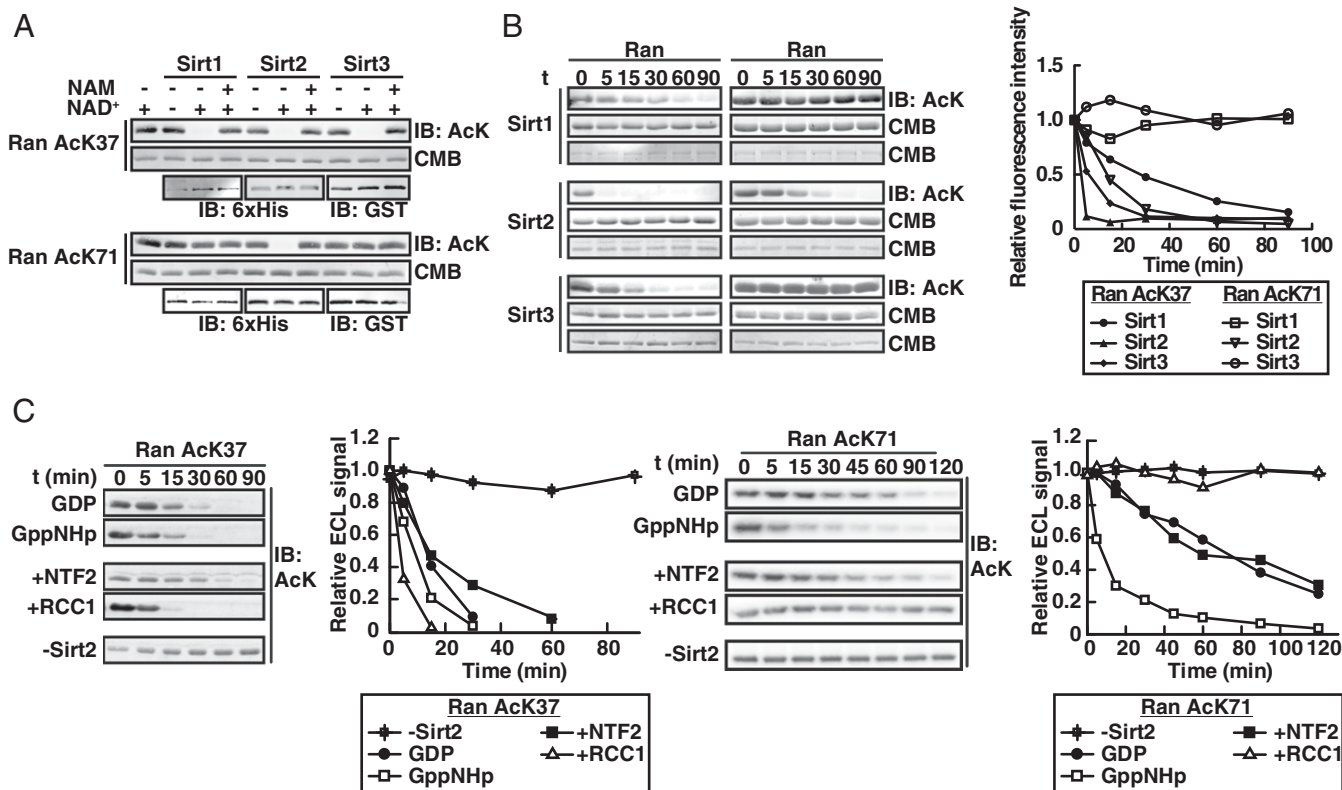 A
Sirt1 Sirt2 Sirt3
NAM - - - + - - + - - +
NAD+ + - + + - + + - + +
Ran AcK37
IB: AcK
CMB
IB: 6xHis IB: GST
Ran AcK71
IB: AcK
CMB
IB: 6xHis IB: GST
B
Ran Ran
t 0 5 15 30 60 90 0 5 15 30 60 90
Sirt1
IB: AcK
CMB
CMB
Sirt2
IB: AcK
CMB
CMB
Sirt3
IB: AcK
CMB
CMB
Relative fluorescence intensity
1.5
1.0
0.5
0
0 20 40 60 80 100
Time (min)
Ran AcK37 Ran AcK71
Sirt1 Sirt1
Sirt2 Sirt2
Sirt3 Sirt3
C
Ran AcK37
t (min) 0 5 15 30 60 90
GDP
GppNHp
+NTF2
+RCC1
-Sirt2
IB:
AcK
Relative ECL signal
1.2
1.0
0.8
0.6
0.4
0.2
0
0 20 40 60 80
Time (min)
Ran AcK37
-Sirt2 +NTF2
GDP +RCC1
GppNHp
Ran AcK71
t (min) 0 5 15 30 45 60 90 120
GDP
GppNHp
+NTF2
+RCC1
-Sirt2
IB:
AcK
Relative ECL signal
1.2
1.0
0.8
0.6
0.4
0.2
0
0 20 40 60 80 100 120
Time (min)
Ran AcK71
-Sirt2 +NTF2
GDP +RCC1
GppNHp